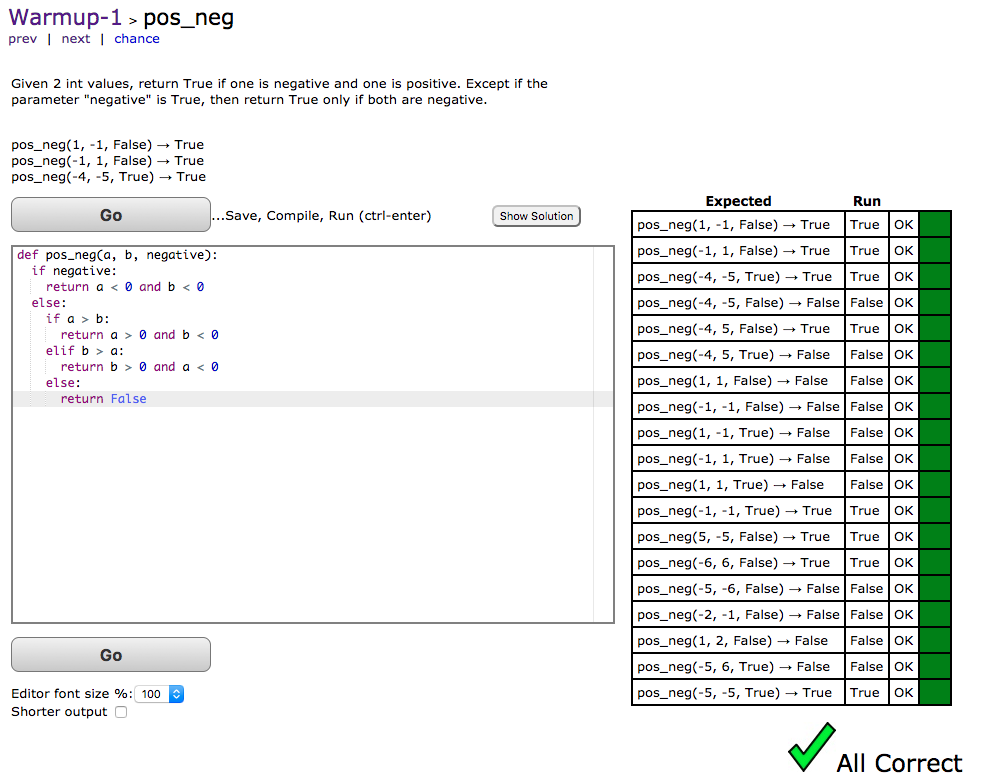 Warmup-1 > pos_neg
prev | next | chance
Given 2 int values, return True if one is negative and one is positive. Except if the
parameter "negative" is True, then return True only if both are negative.
pos_neg(1, -1, False) → True
pos_neg(-1, 1, False) → True
pos_neg(-4, -5, True) → True
Go ...Save, Compile, Run (ctrl-enter) Show Solution
def pos_neg(a, b, negative):
  if negative:
    return a < 0 and b < 0
  else:
    if a > b:
      return a > 0 and b < 0
    elif b > a:
      return b > 0 and a < 0
    else:
      return False
Go
Editor font size %: 100
Shorter output
Expected Run
pos_neg(1, -1, False) → True True OK
pos_neg(-1, 1, False) → True True OK
pos_neg(-4, -5, True) → True True OK
pos_neg(-4, -5, False) → False False OK
pos_neg(-4, 5, False) → True True OK
pos_neg(-4, 5, True) → False False OK
pos_neg(1, 1, False) → False False OK
pos_neg(-1, -1, False) → False False OK
pos_neg(1, -1, True) → False False OK
pos_neg(-1, 1, True) → False False OK
pos_neg(1, 1, True) → False False OK
pos_neg(-1, -1, True) → True True OK
pos_neg(5, -5, False) → True True OK
pos_neg(-6, 6, False) → True True OK
pos_neg(-5, -6, False) → False False OK
pos_neg(-2, -1, False) → False False OK
pos_neg(1, 2, False) → False False OK
pos_neg(-5, 6, True) → False False OK
pos_neg(-5, -5, True) → True True OK
All Correct